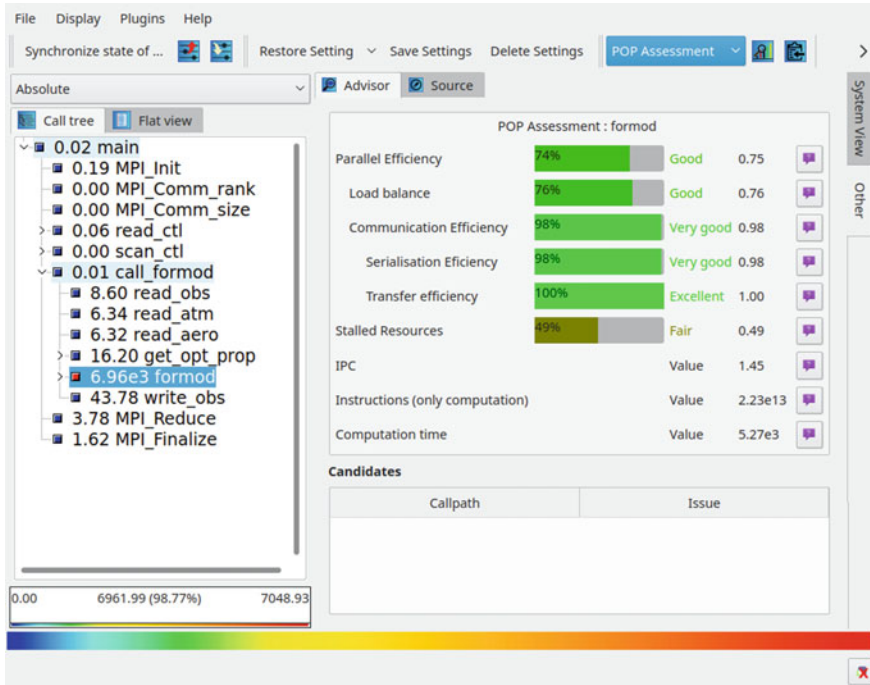 File Display Plugins Help
Synchronize state of ... Restore Setting Save Settings Delete Settings POP Assessment
Absolute
Call tree Flat view
0.02 main
0.19 MPI_Init
0.00 MPI_Comm_rank
0.00 MPI_Comm_size
0.06 read_ctl
0.00 scan_ctl
0.01 call_formod
8.60 read_obs
6.34 read_atm
6.32 read_aero
16.20 get_opt_prop
6.96e3 formod
43.78 write_obs
3.78 MPI_Reduce
1.62 MPI_Finalize
0.00 6961.99 (98.77%) 7048.93
Advisor Source
POP Assessment : formod
Parallel Efficiency 74% Good 0.75
Load balance 76% Good 0.76
Communication Efficiency 98% Very good 0.98
Serialisation Eficiency 98% Very good 0.98
Transfer efficiency 100% Excellent 1.00
Stalled Resources 49% Fair 0.49
IPC Value 1.45
Instructions (only computation) Value 2.23e13
Computation time Value 5.27e3
Candidates
Callpath Issue
System View
Other